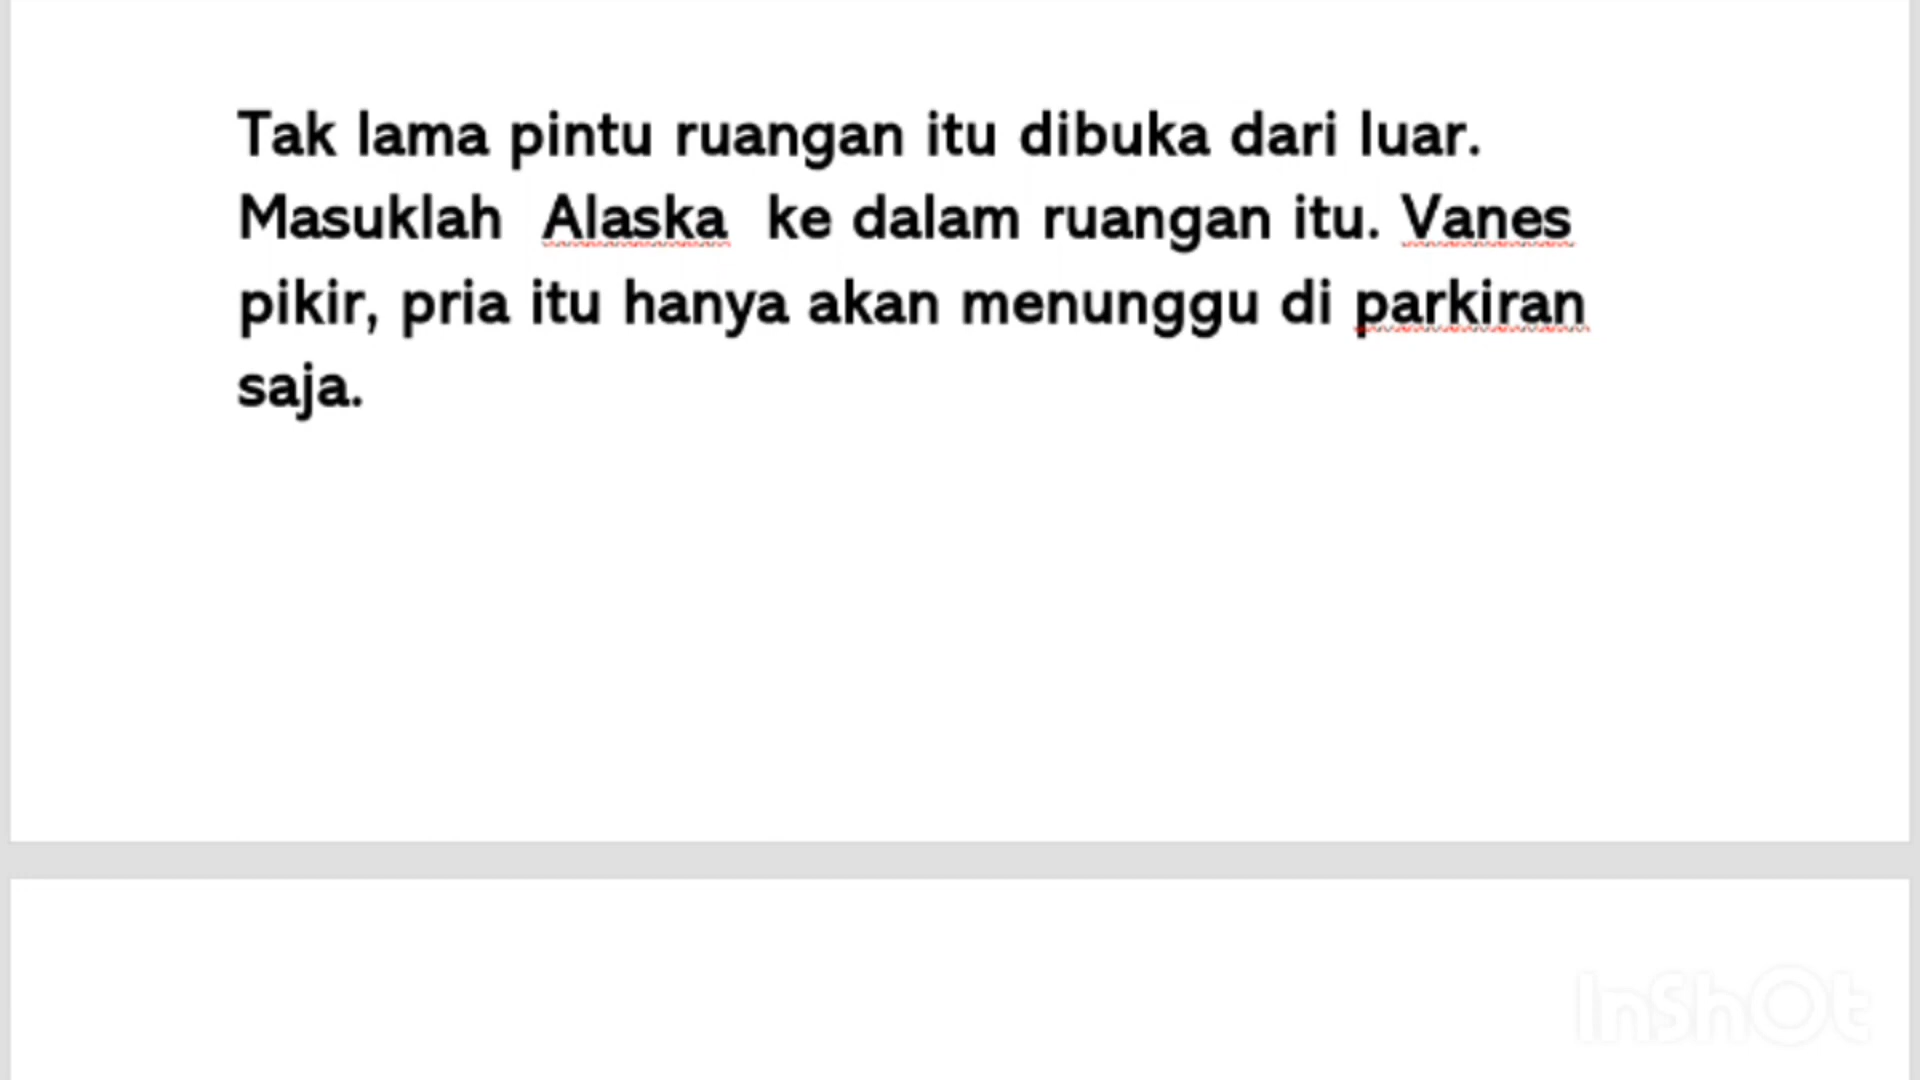 Tak lama pintu ruangan itu dibuka dari luar.
Masuklah  Alaska  ke dalam ruangan itu. Vanes
pikir, pria itu hanya akan menunggu di parkiran
saja.
InShOt